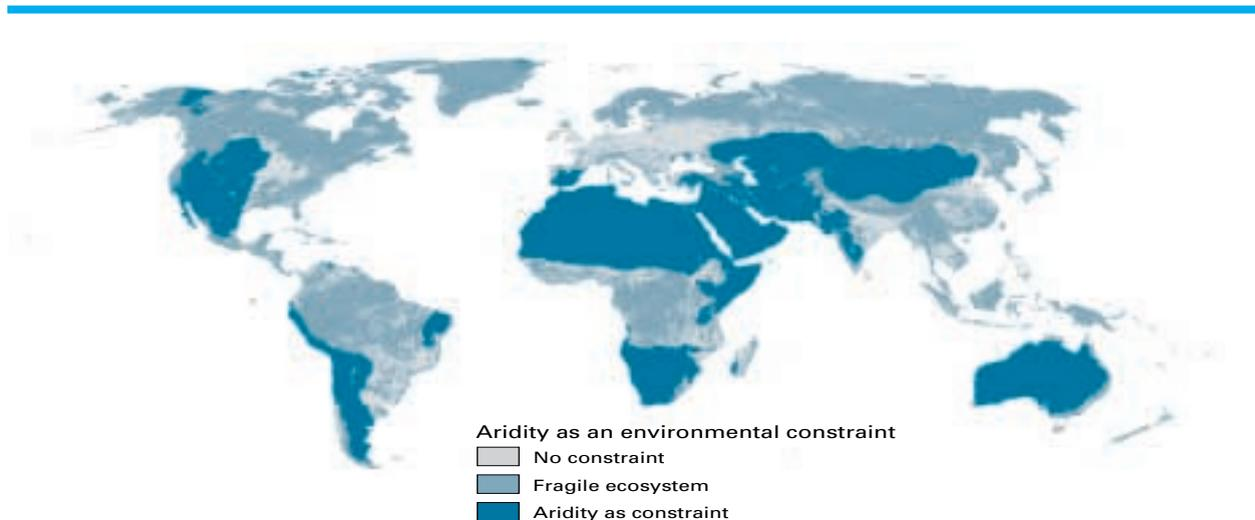 Aridity as an environmental constraint
No constraint
Fragile ecosystem
Aridity as constraint